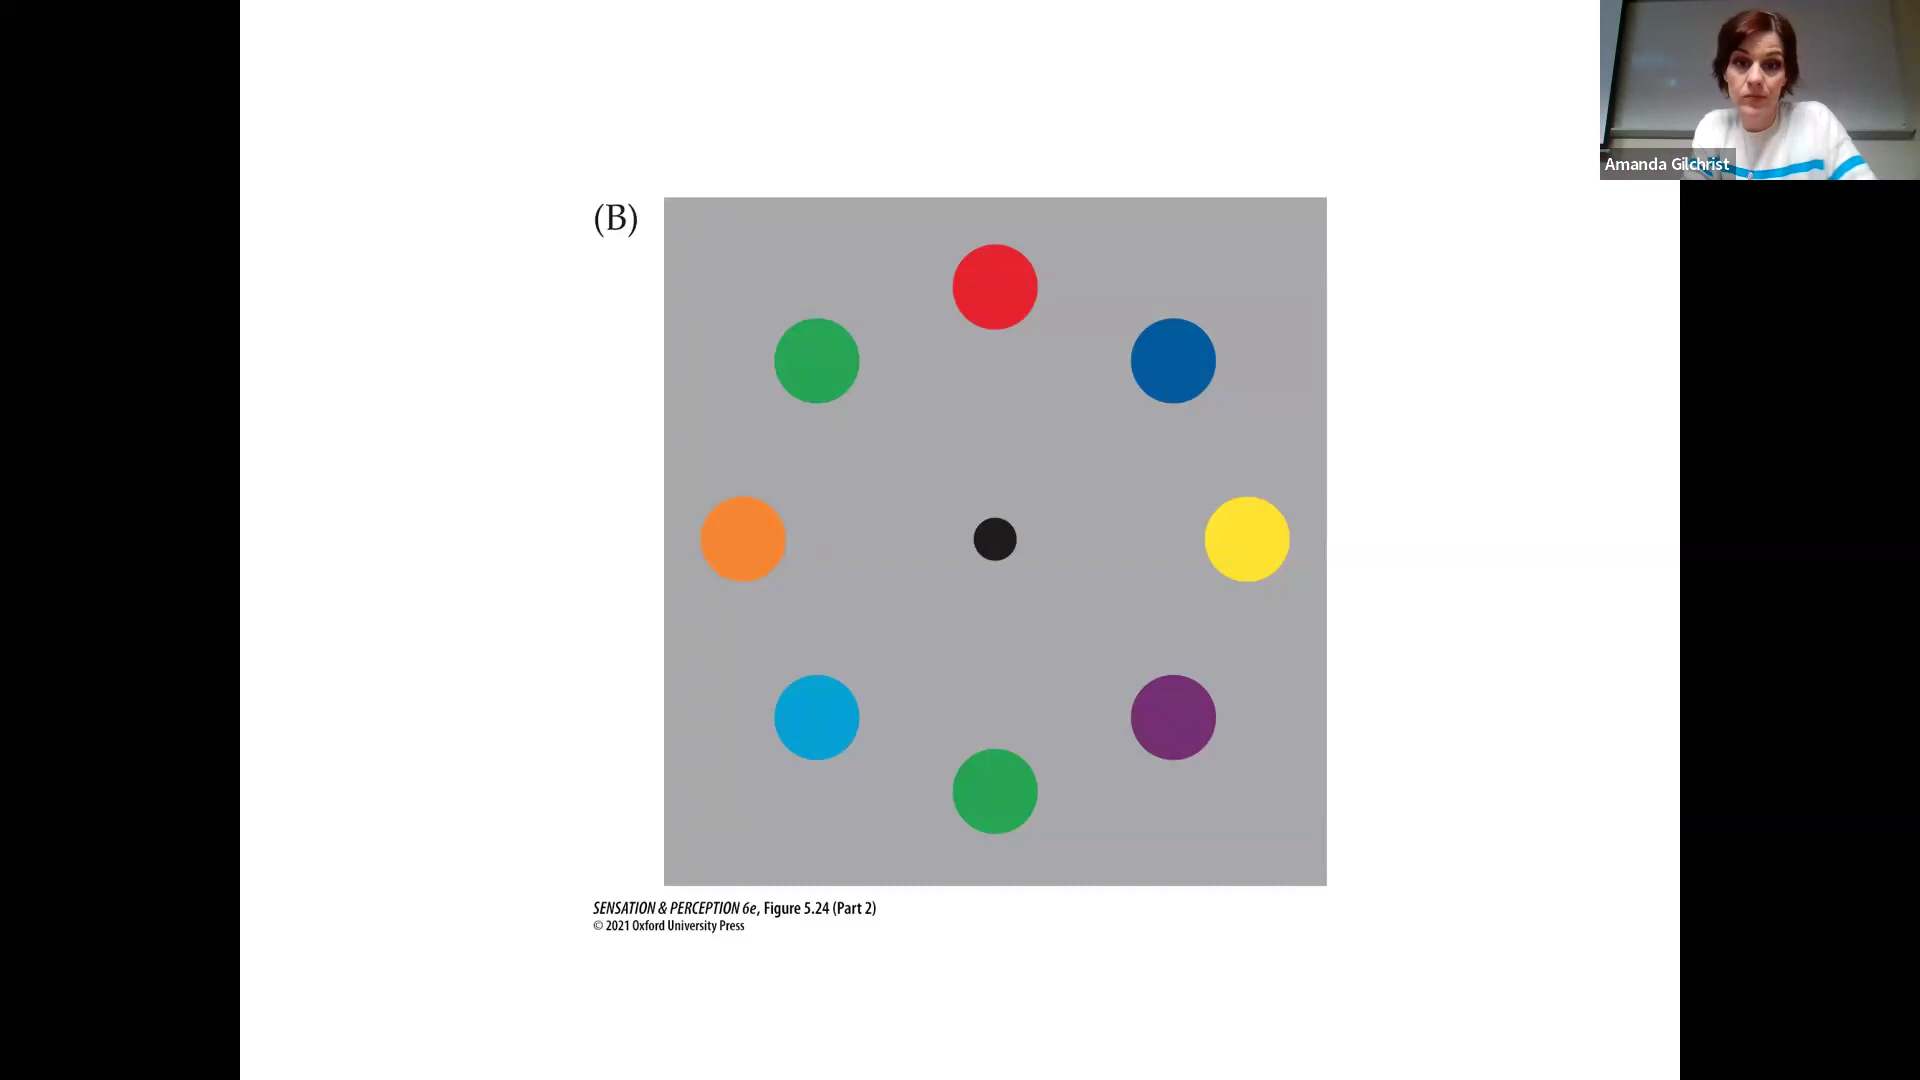 Amanda Gilchrist
(B)
SENSATION & PERCEPTION 6e, Figure 5.24 (Part 2)
© 2021 Oxford University Press